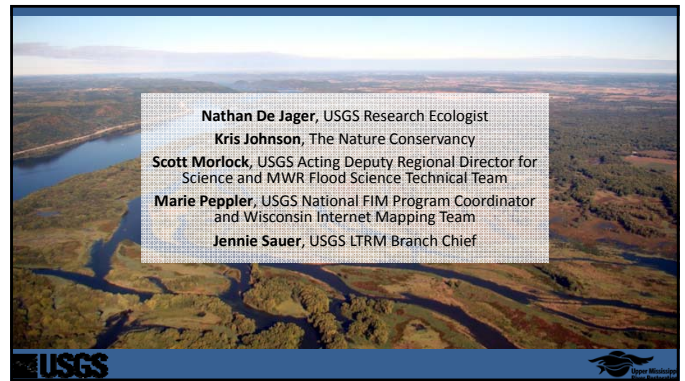 Nathan De Jager, USGS Research Ecologist
Kris Johnson, The Nature Conservancy
Scott Morlock, USGS Acting Deputy Regional Director for
Science and MWR Flood Science Technical Team
Marie Peppler, USGS National FIM Program Coordinator
and Wisconsin Internet Mapping Team
Jennie Sauer, USGS LTRM Branch Chief
USGS
Upper Mississippi